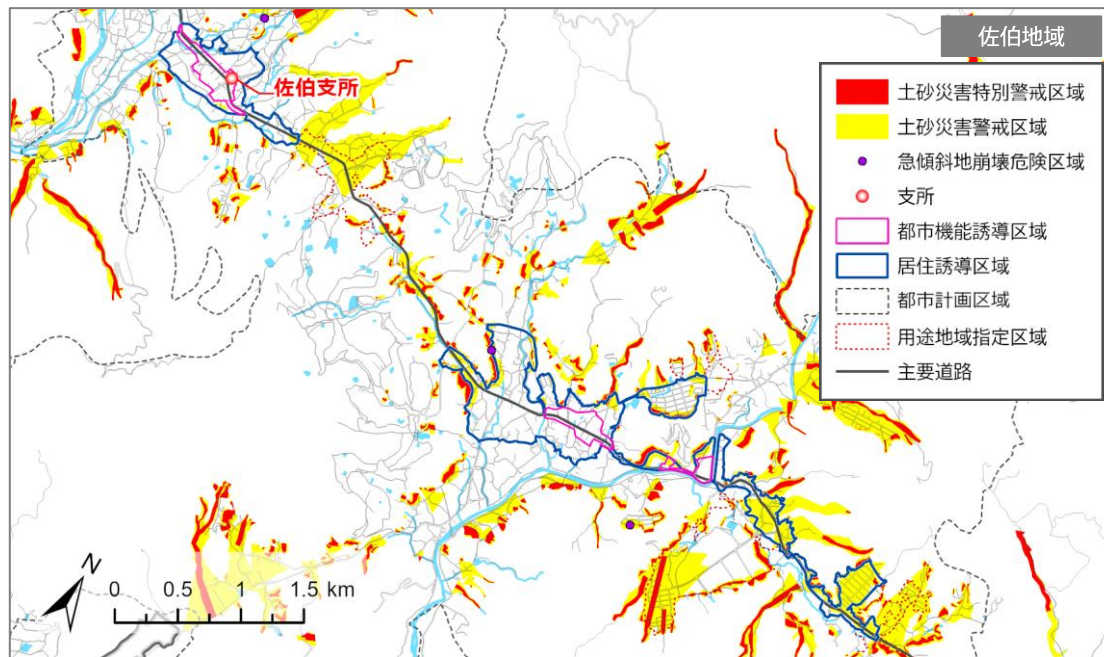 佐伯地域
佐伯支所
土砂災害特別警戒区域
土砂災害警戒区域
急傾斜地崩壊危険区域
支所
都市機能誘導区域
居住誘導区域
都市計画区域
用途地域指定区域
主要道路
N
0 0.5 1 1.5 km